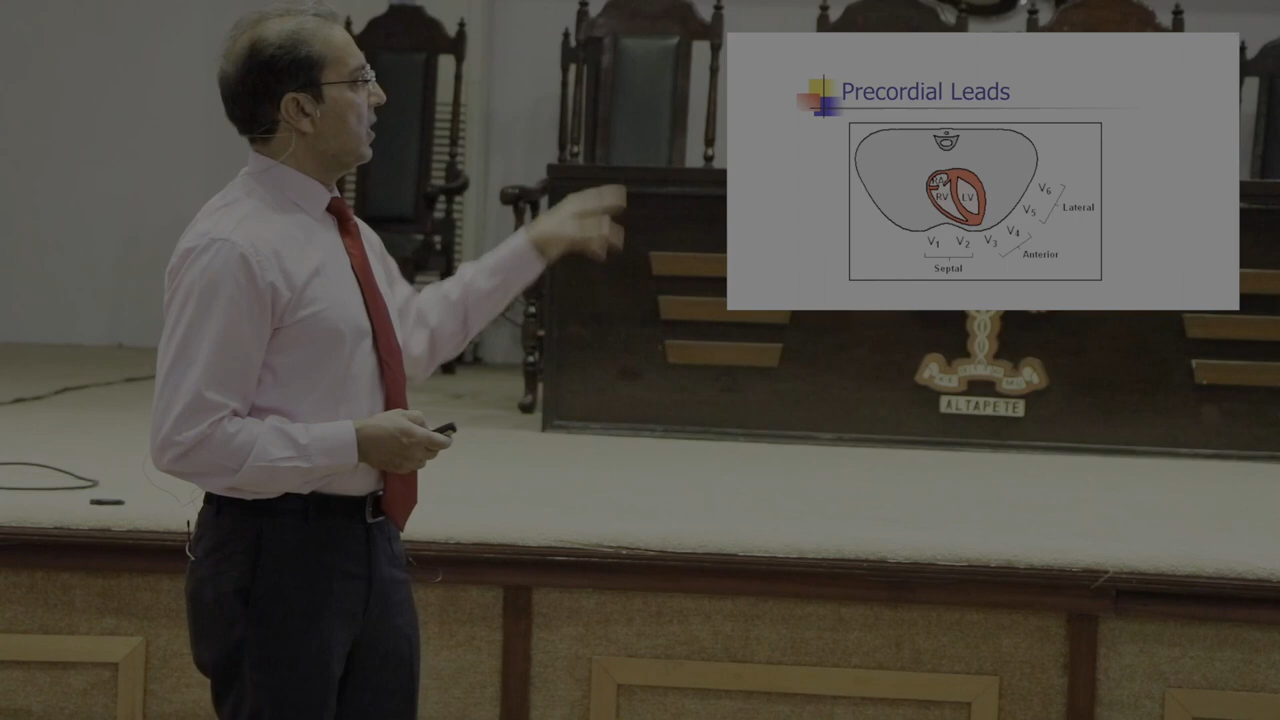 Precordial Leads
RA
RV
LV
V6
V5
Lateral
V4
V1
V2
V3
Anterior
Septal
ALTAPETE